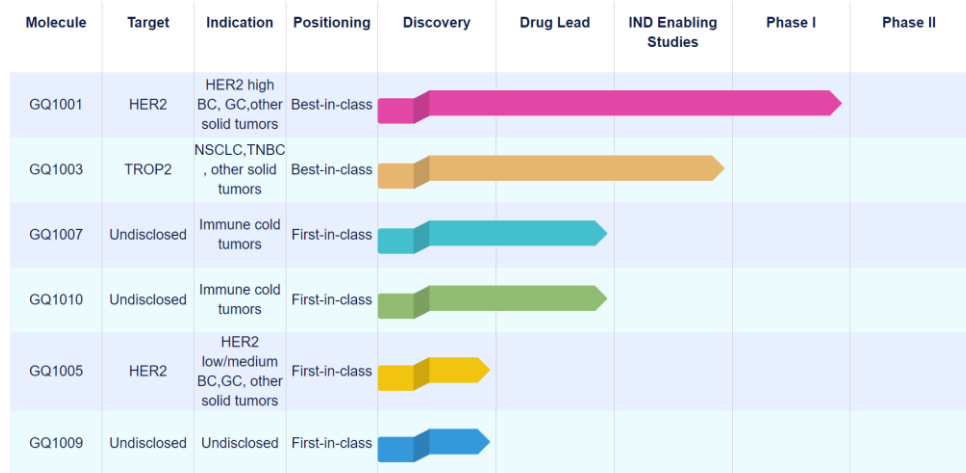 Molecule Target Indication Positioning Discovery Drug Lead IND Enabling Studies Phase I Phase II
GQ1001 HER2 HER2 high BC, GC,other solid tumors Best-in-class
GQ1003 TROP2 NSCLC,TNBC , other solid tumors Best-in-class
GQ1007 Undisclosed Immune cold tumors First-in-class
GQ1010 Undisclosed Immune cold tumors First-in-class
GQ1005 HER2 HER2 low/medium BC,GC, other solid tumors First-in-class
GQ1009 Undisclosed Undisclosed First-in-class